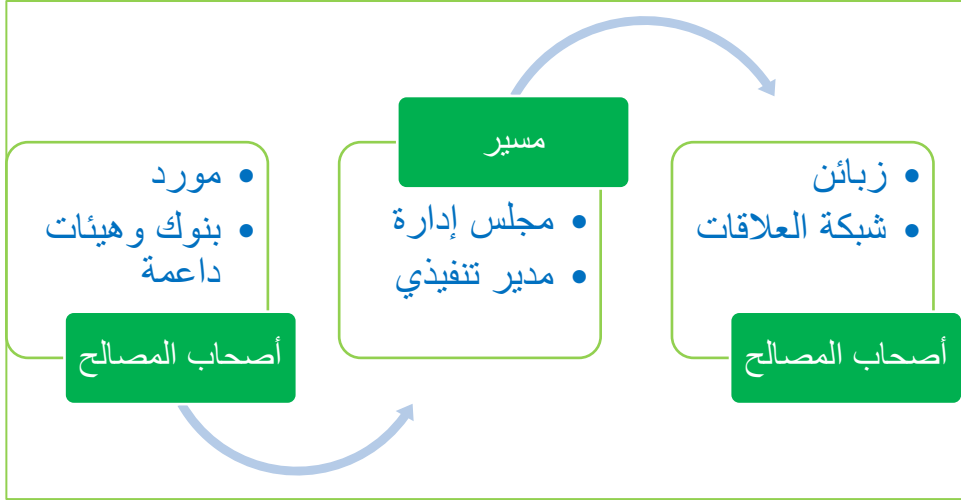 زبائن
شبكة العلاقات
أصحاب المصالح
مسير
مجلس إدارة
مدير تنفيذي
مورد
بنوك وهيئات
داعمة
أصحاب المصالح